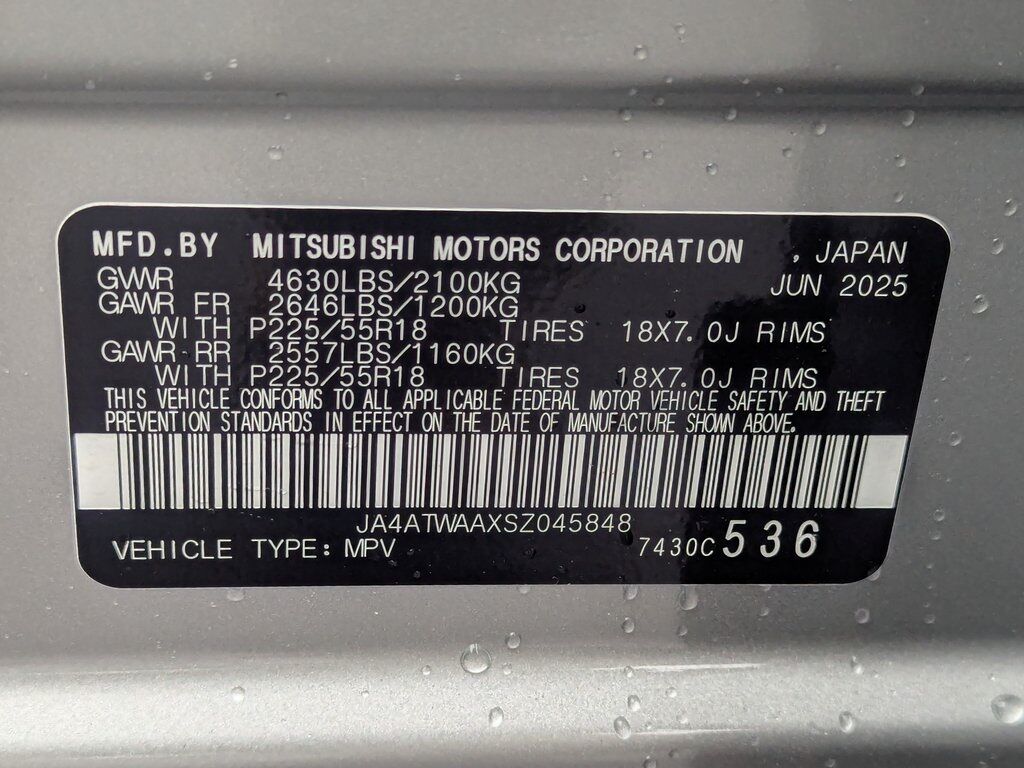 MFD.BY MITSUBISHI MOTORS CORPORATION , JAPAN
GVWR 4630LBS/2100KG JUN 2025
GAWR FR 2646LBS/1200KG
WITH P225/55R18 TIRES 18X7.0J RIMS
GAWR RR 2557LBS/1160KG
WITH P225/55R18 TIRES 18X7.0J RIMS
THIS VEHICLE CONFORMS TO ALL APPLICABLE FEDERAL MOTOR VEHICLE SAFETY AND THEFT
PREVENTION STANDARDS IN EFFECT ON THE DATE OF MANUFACTURE SHOWN ABOVE.
JA4ATWAAXSZ045848
VEHICLE TYPE: MPV 7430C 536